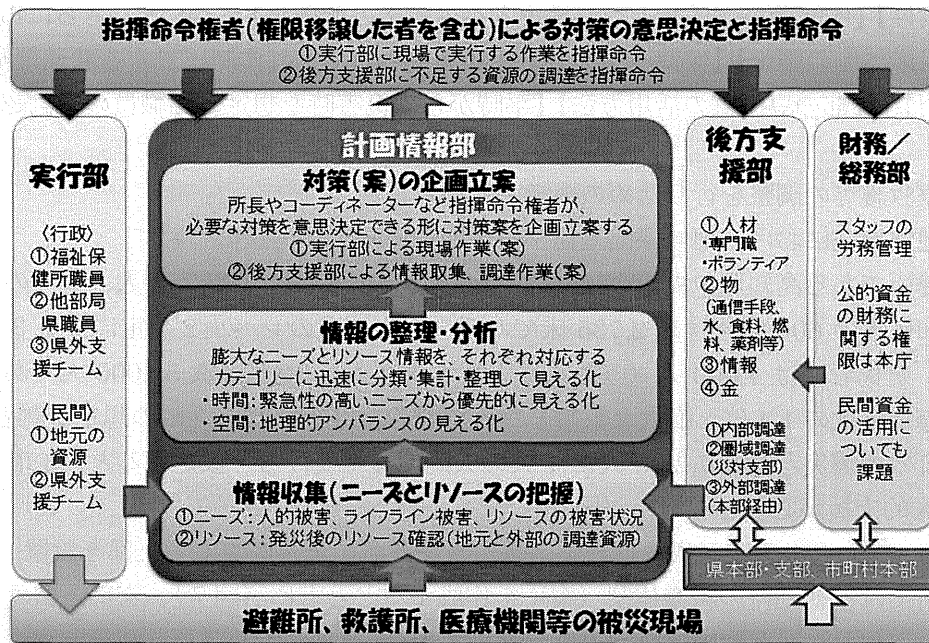 指揮命令権者(権限移譲した者を含む)による対策の意思決定と指揮命令
①実行部に現場で実行する作業を指揮命令
②後方支援部に不足する資源の調達を指揮命令
実行部
〈行政〉
①福祉保
健所職員
②他部局
県職員
③県外支
援チーム
〈民間〉
①地元の
資源
②県外支
援チーム
計画情報部
対策(案)の企画立案
所長やコーディネーターなど指揮命令権者が、
必要な対策を意思決定できる形に対策案を企画立案する
①実行部による現場作業(案)
②後方支援部による情報取集、調達作業(案)
情報の整理・分析
膨大なニーズとリソース情報を、それぞれ対応する
カテゴリーに迅速に分類・集計・整理して見える化
・時間:緊急性の高いニーズから優先的に見える化
・空間:地理的アンバランスの見える化
情報収集(ニーズとリソースの把握)
①ニーズ:人的被害、ライフライン被害、リソースの被害状況
②リソース:発災後のリソース確認(地元と外部の調達資源)
後方支
援部
①人材
・専門職
・ボランティア
②物
(通信手段、
水、食料、燃
料、薬剤等)
③情報
④金
①内部調達
②圏域調達
(災対支部)
③外部調達
(本部経由)
財務/
総務部
スタッフの
労務管理
公的資金
の財務に
関する権
限は本庁
民間資金
の活用に
ついても
課題
県本部・支部、市町村本部
避難所、救護所、医療機関等の被災現場